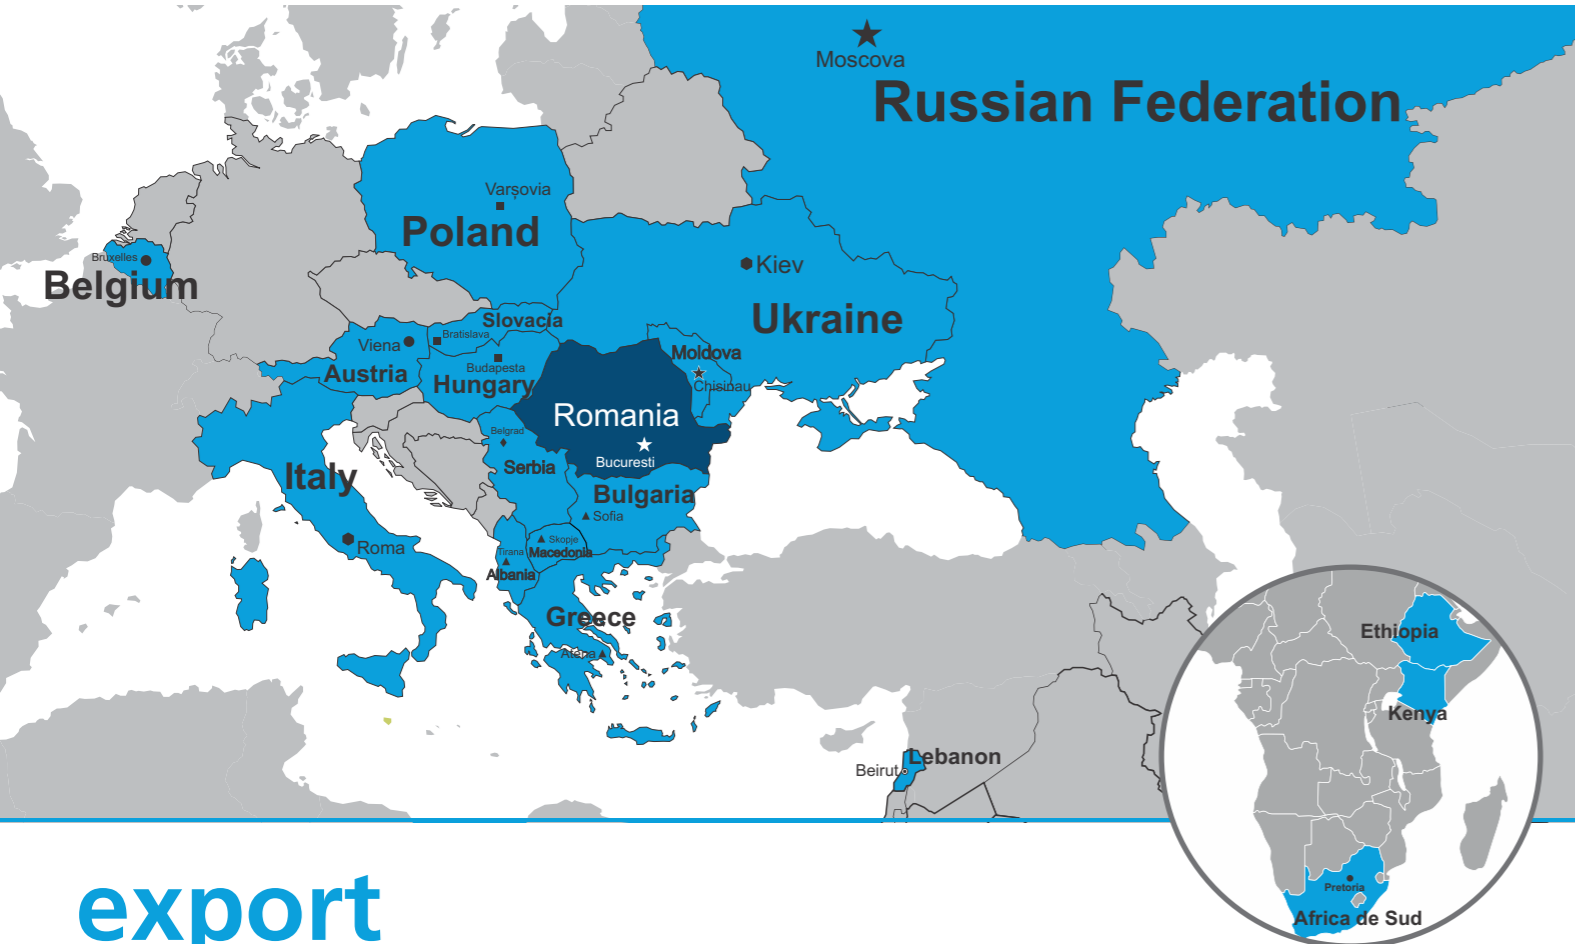 Moscova
Russian Federation
Varșovia
Poland
Bruxelles
Belgium
Kiev
Ukraine
Slovacia
Bratislava
Viena
Austria
Budapesta
Hungary
Moldova
Chisinau
Romania
Bucuresti
Belgrad
Serbia
Italy
Roma
Bulgaria
Sofia
Skopje
Macedonia
Tirana
Albania
Greece
Atena
Lebanon
Beirut
Ethiopia
Kenya
Pretoria
Africa de Sud
export